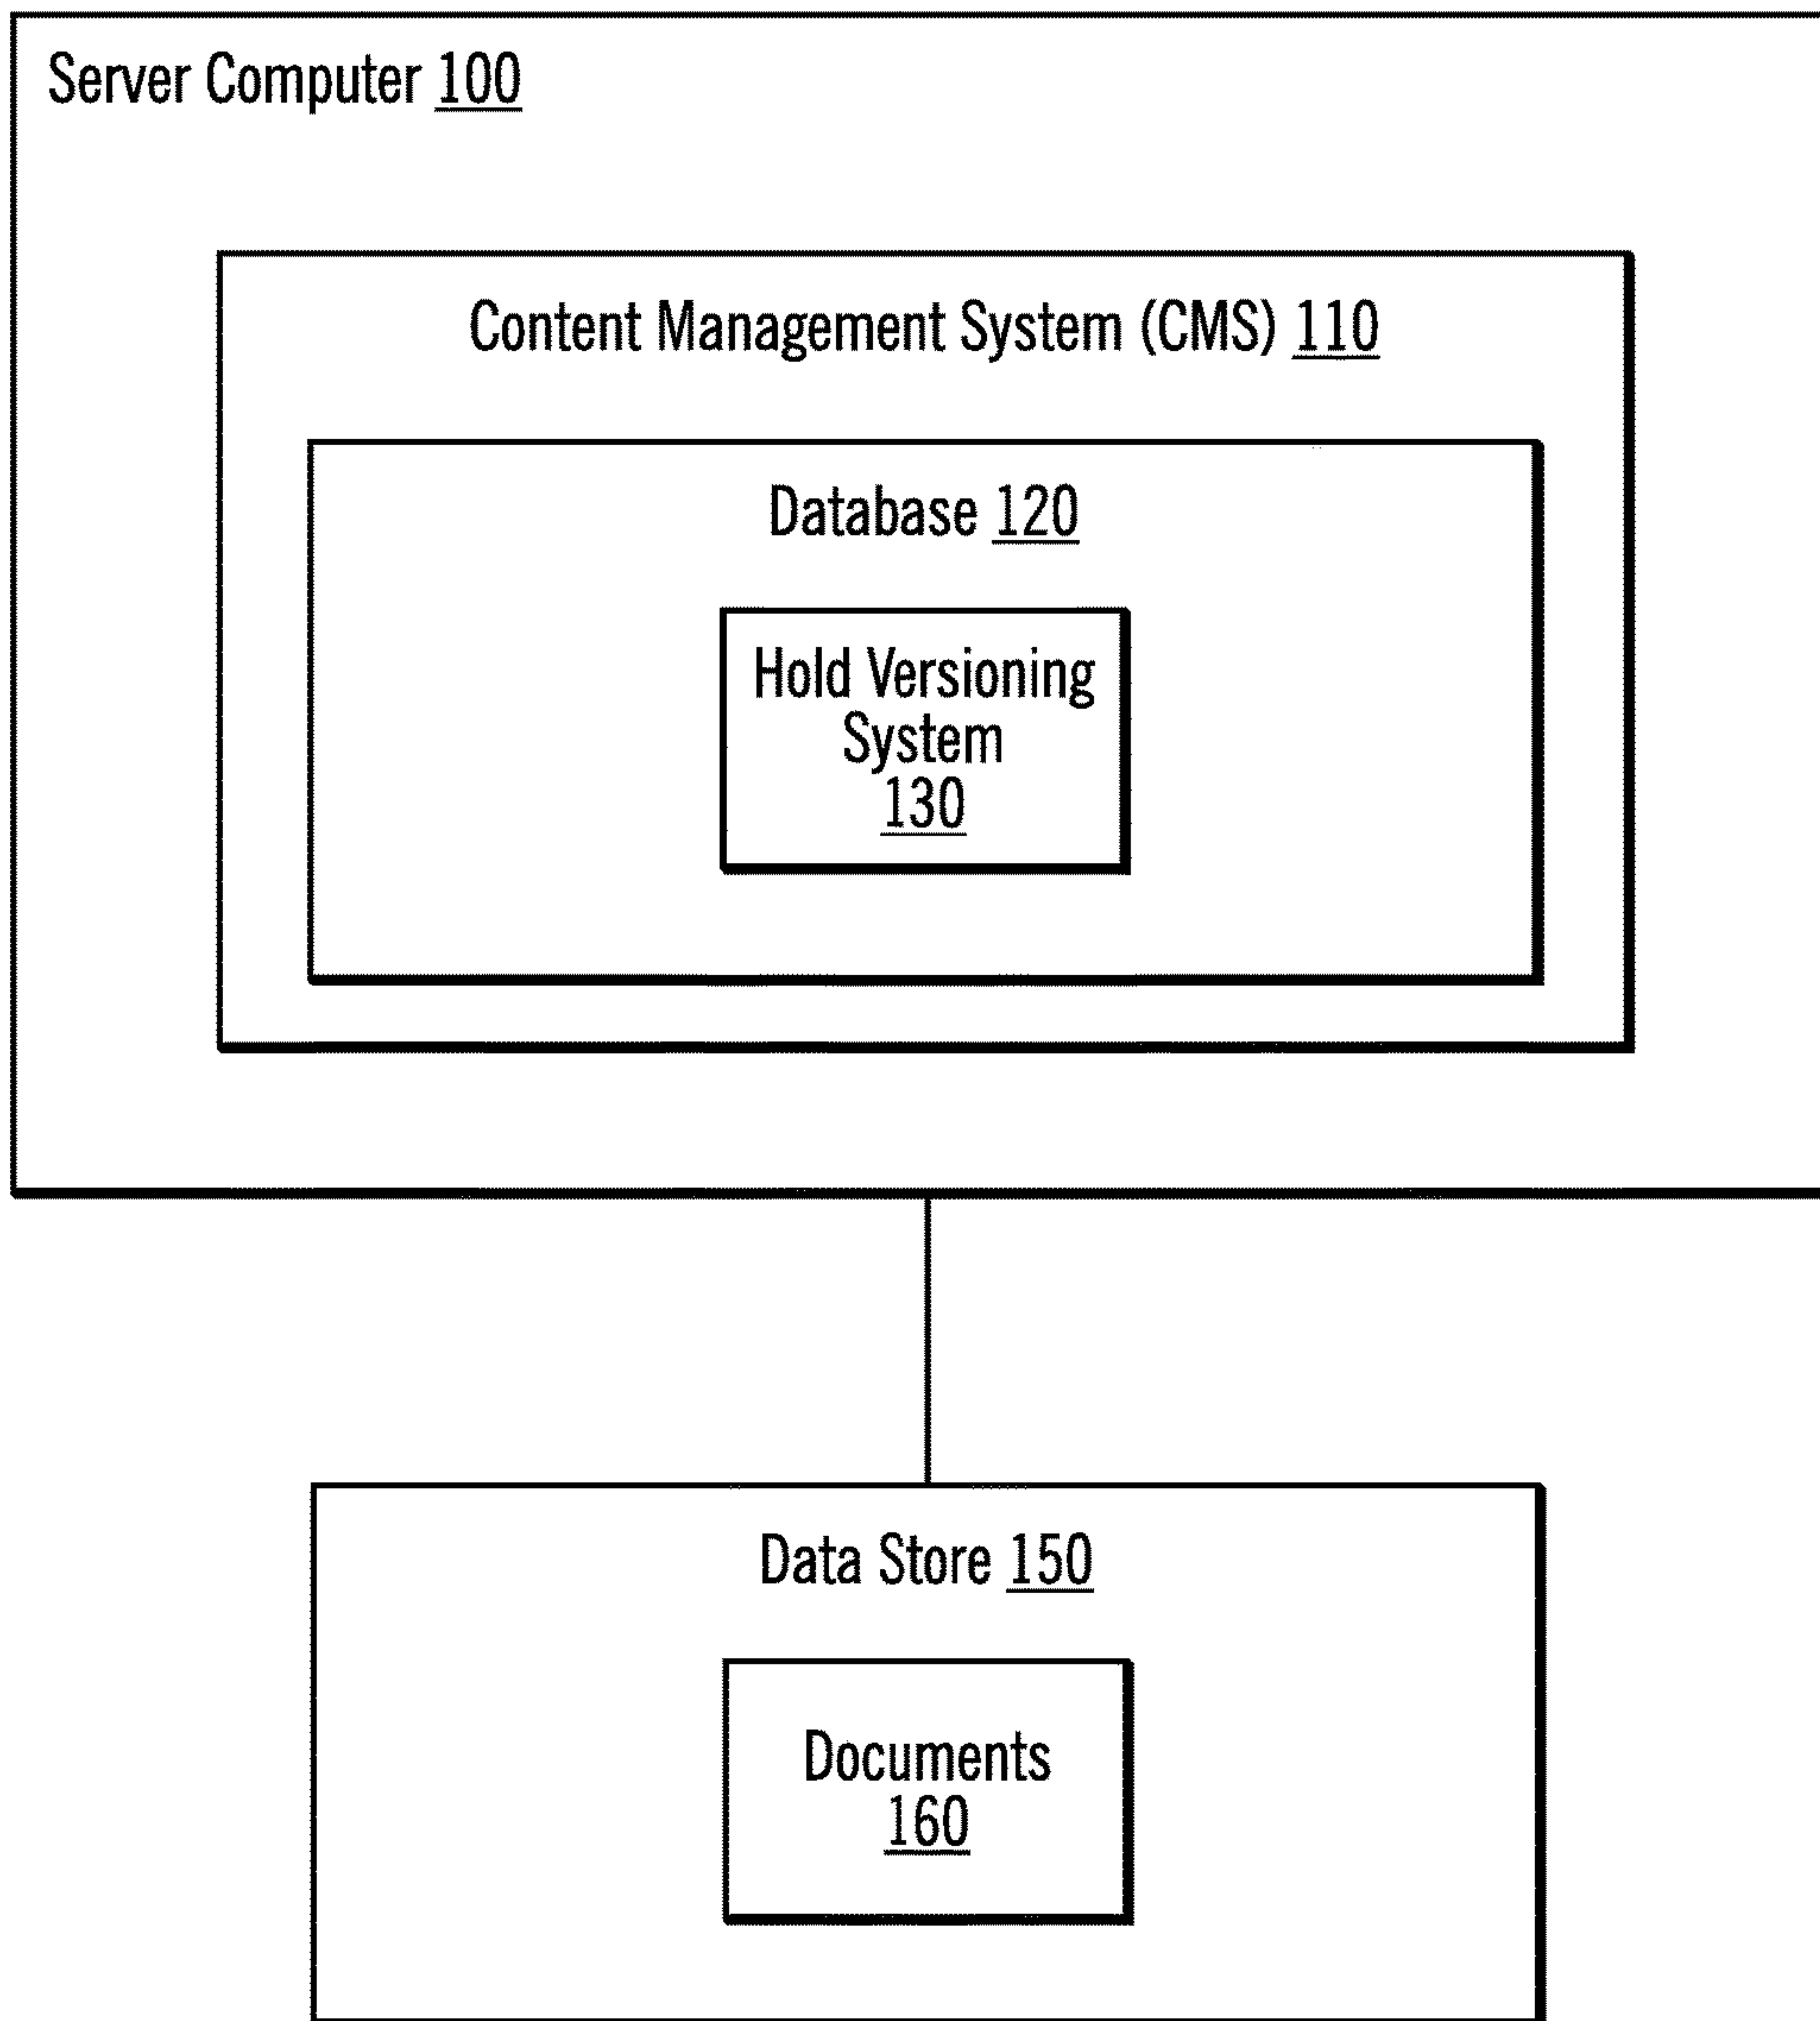 Server Computer 100
Content Management System (CMS) 110
Database 120
Hold Versioning
System
130
Data Store 150
Documents
160